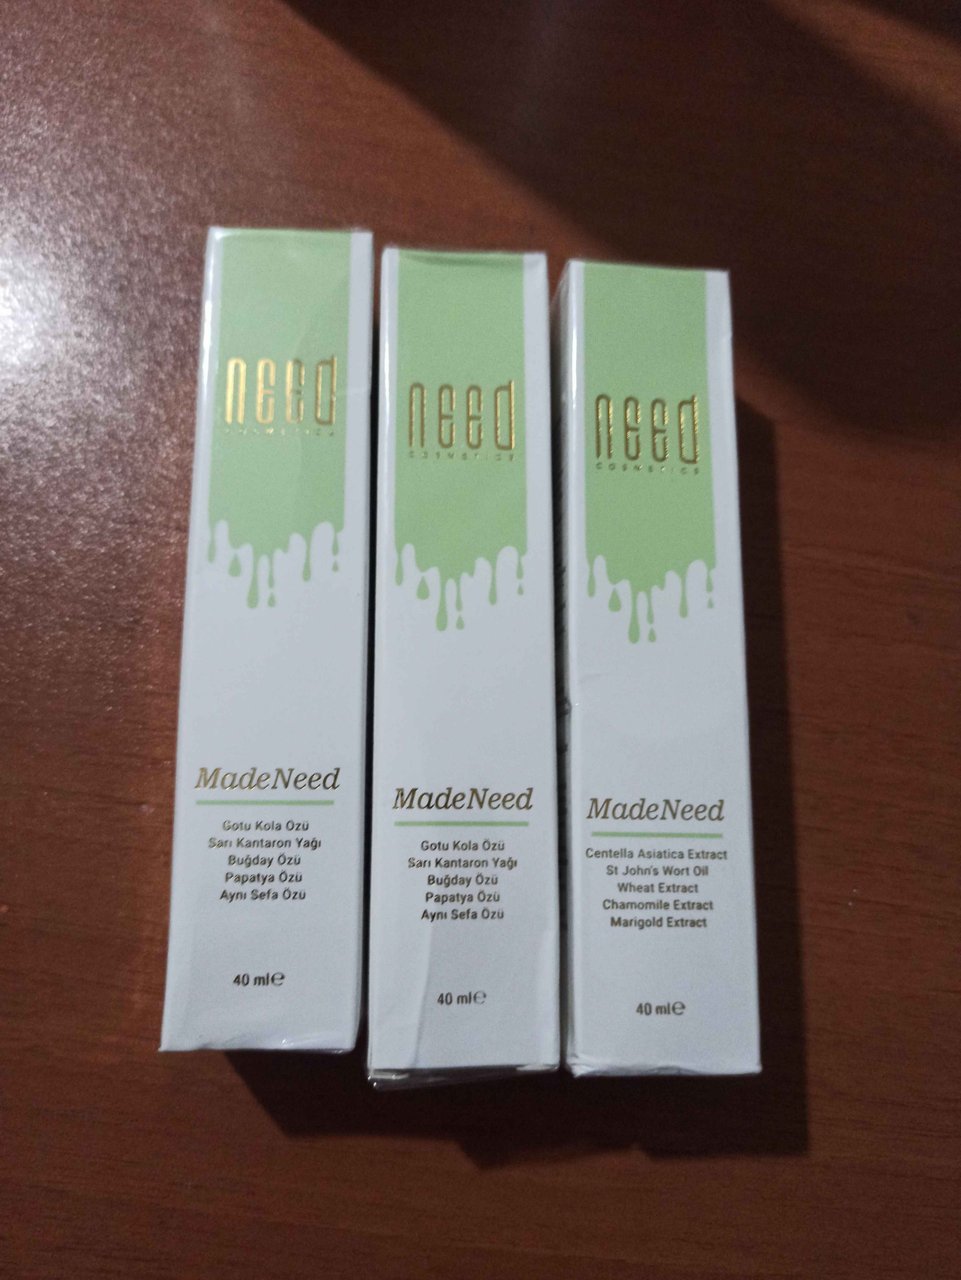 need
COSMETICS
MadeNeed
Gotu Kola Özü
Sarı Kantaron Yağı
Buğday Özü
Papatya Özü
Aynı Sefa Özü
40 ml℮
need
COSMETICS
MadeNeed
Gotu Kola Özü
Sarı Kantaron Yağı
Buğday Özü
Papatya Özü
Aynı Sefa Özü
40 ml℮
need
COSMETICS
MadeNeed
Centella Asiatica Extract
St John's Wort Oil
Wheat Extract
Chamomile Extract
Marigold Extract
40 ml℮